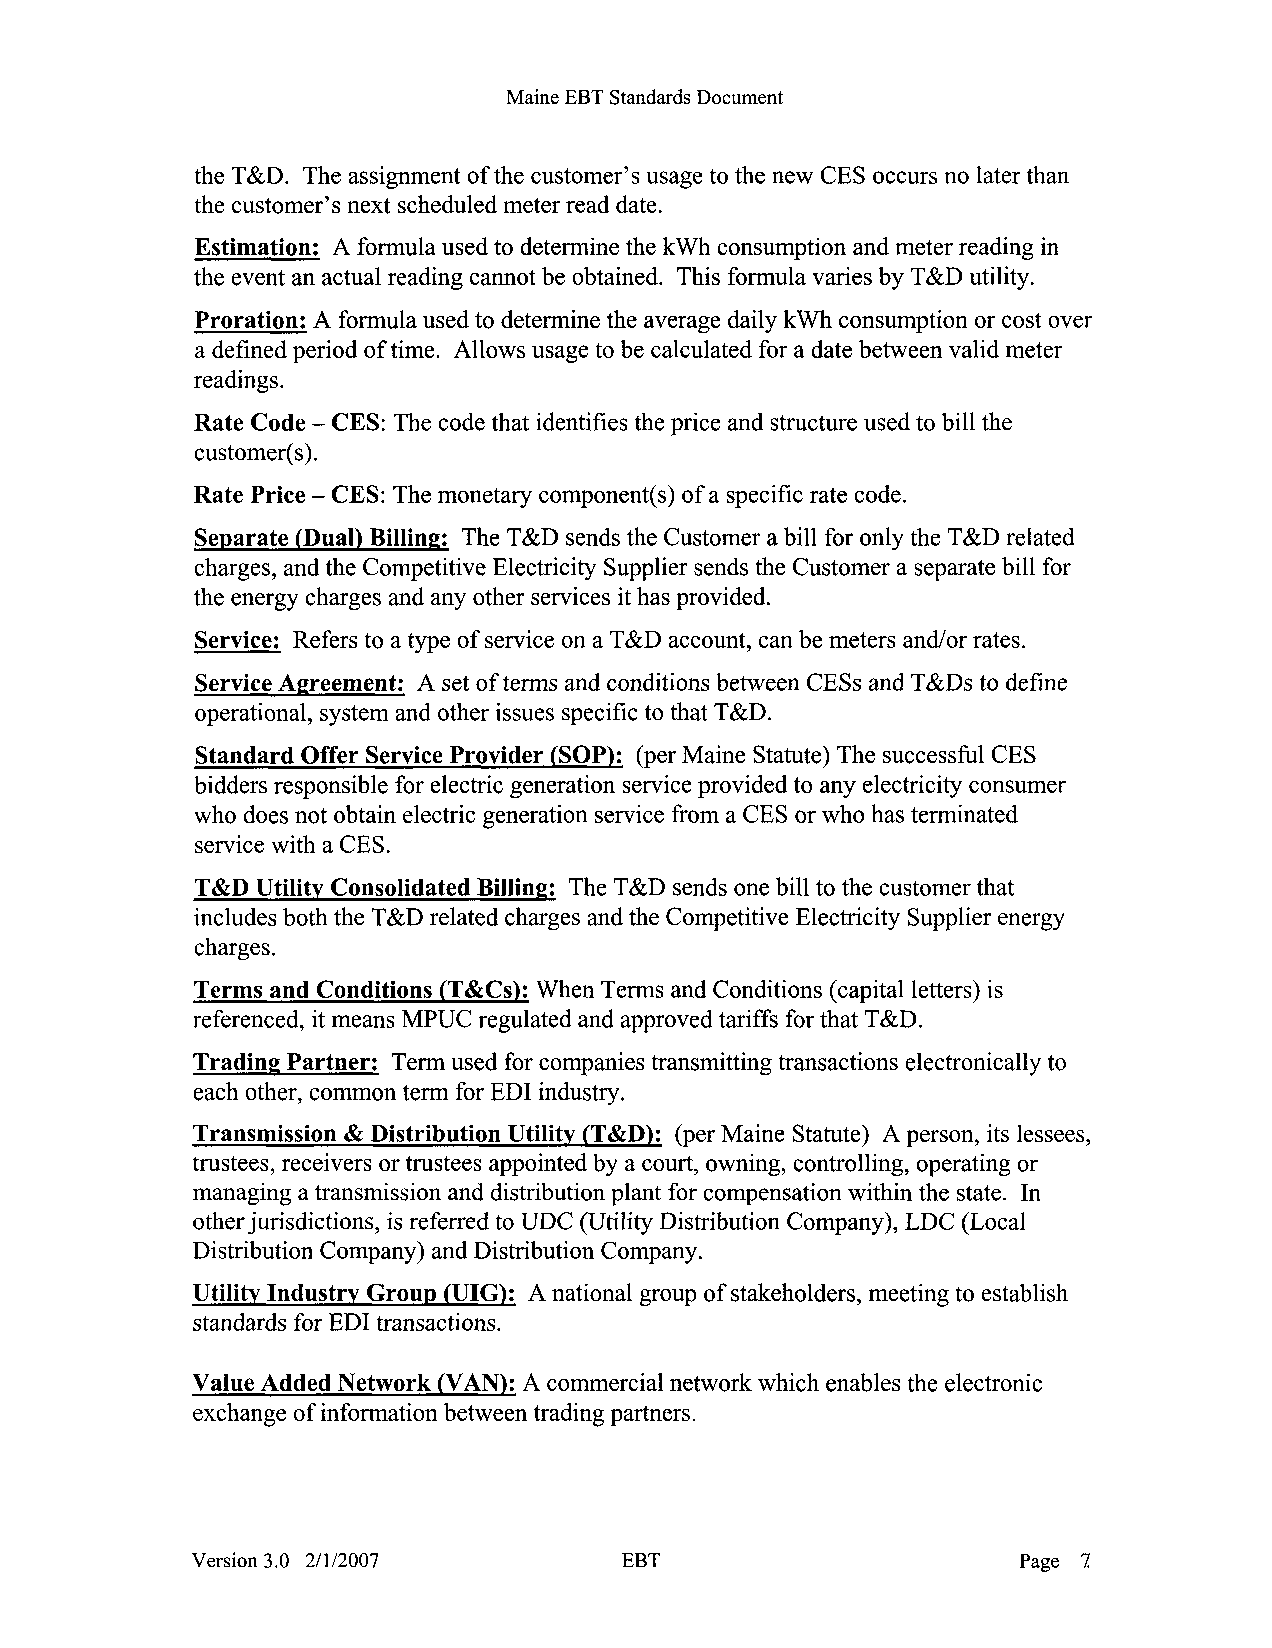 Maine EBT Standards Document
the T&D. The assignment of the customer's usage to the new CES occurs no later than
the customer's next scheduled meter read date.
Estimation: A formula used to determine the kWh consumption and meter reading in
the event an actual reading cannot be obtained. This formula varies by T&D utility.
Proration: A formula used to determine the average daily kWh consumption or cost over
a defined period of time. Allows usage to be calculated for a date between valid meter
readings.
Rate Code – CES: The code that identifies the price and structure used to bill the
customer(s).
Rate Price – CES: The monetary component(s) of a specific rate code.
Separate (Dual) Billing: The T&D sends the Customer a bill for only the T&D related
charges, and the Competitive Electricity Supplier sends the Customer a separate bill for
the energy charges and any other services it has provided.
Service: Refers to a type of service on a T&D account, can be meters and/or rates.
Service Agreement: A set of terms and conditions between CESs and T&Ds to define
operational, system and other issues specific to that T&D.
Standard Offer Service Provider (SOP): (per Maine Statute) The successful CES
bidders responsible for electric generation service provided to any electricity consumer
who does not obtain electric generation service from a CES or who has terminated
service with a CES.
T&D Utility Consolidated Billing: The T&D sends one bill to the customer that
includes both the T&D related charges and the Competitive Electricity Supplier energy
charges.
Terms and Conditions (T&Cs): When Terms and Conditions (capital letters) is
referenced, it means MPUC regulated and approved tariffs for that T&D.
Trading Partner: Term used for companies transmitting transactions electronically to
each other, common term for EDI industry.
Transmission & Distribution Utility (T&D): (per Maine Statute) A person, its lessees,
trustees, receivers or trustees appointed by a court, owning, controlling, operating or
managing a transmission and distribution plant for compensation within the state. In
other jurisdictions, is referred to UDC (Utility Distribution Company), LDC (Local
Distribution Company) and Distribution Company.
Utility Industry Group (UIG): A national group of stakeholders, meeting to establish
standards for EDI transactions.
Value Added Network (VAN): A commercial network which enables the electronic
exchange of information between trading partners.
Version 3.0 2/1/2007 EBT Page 7